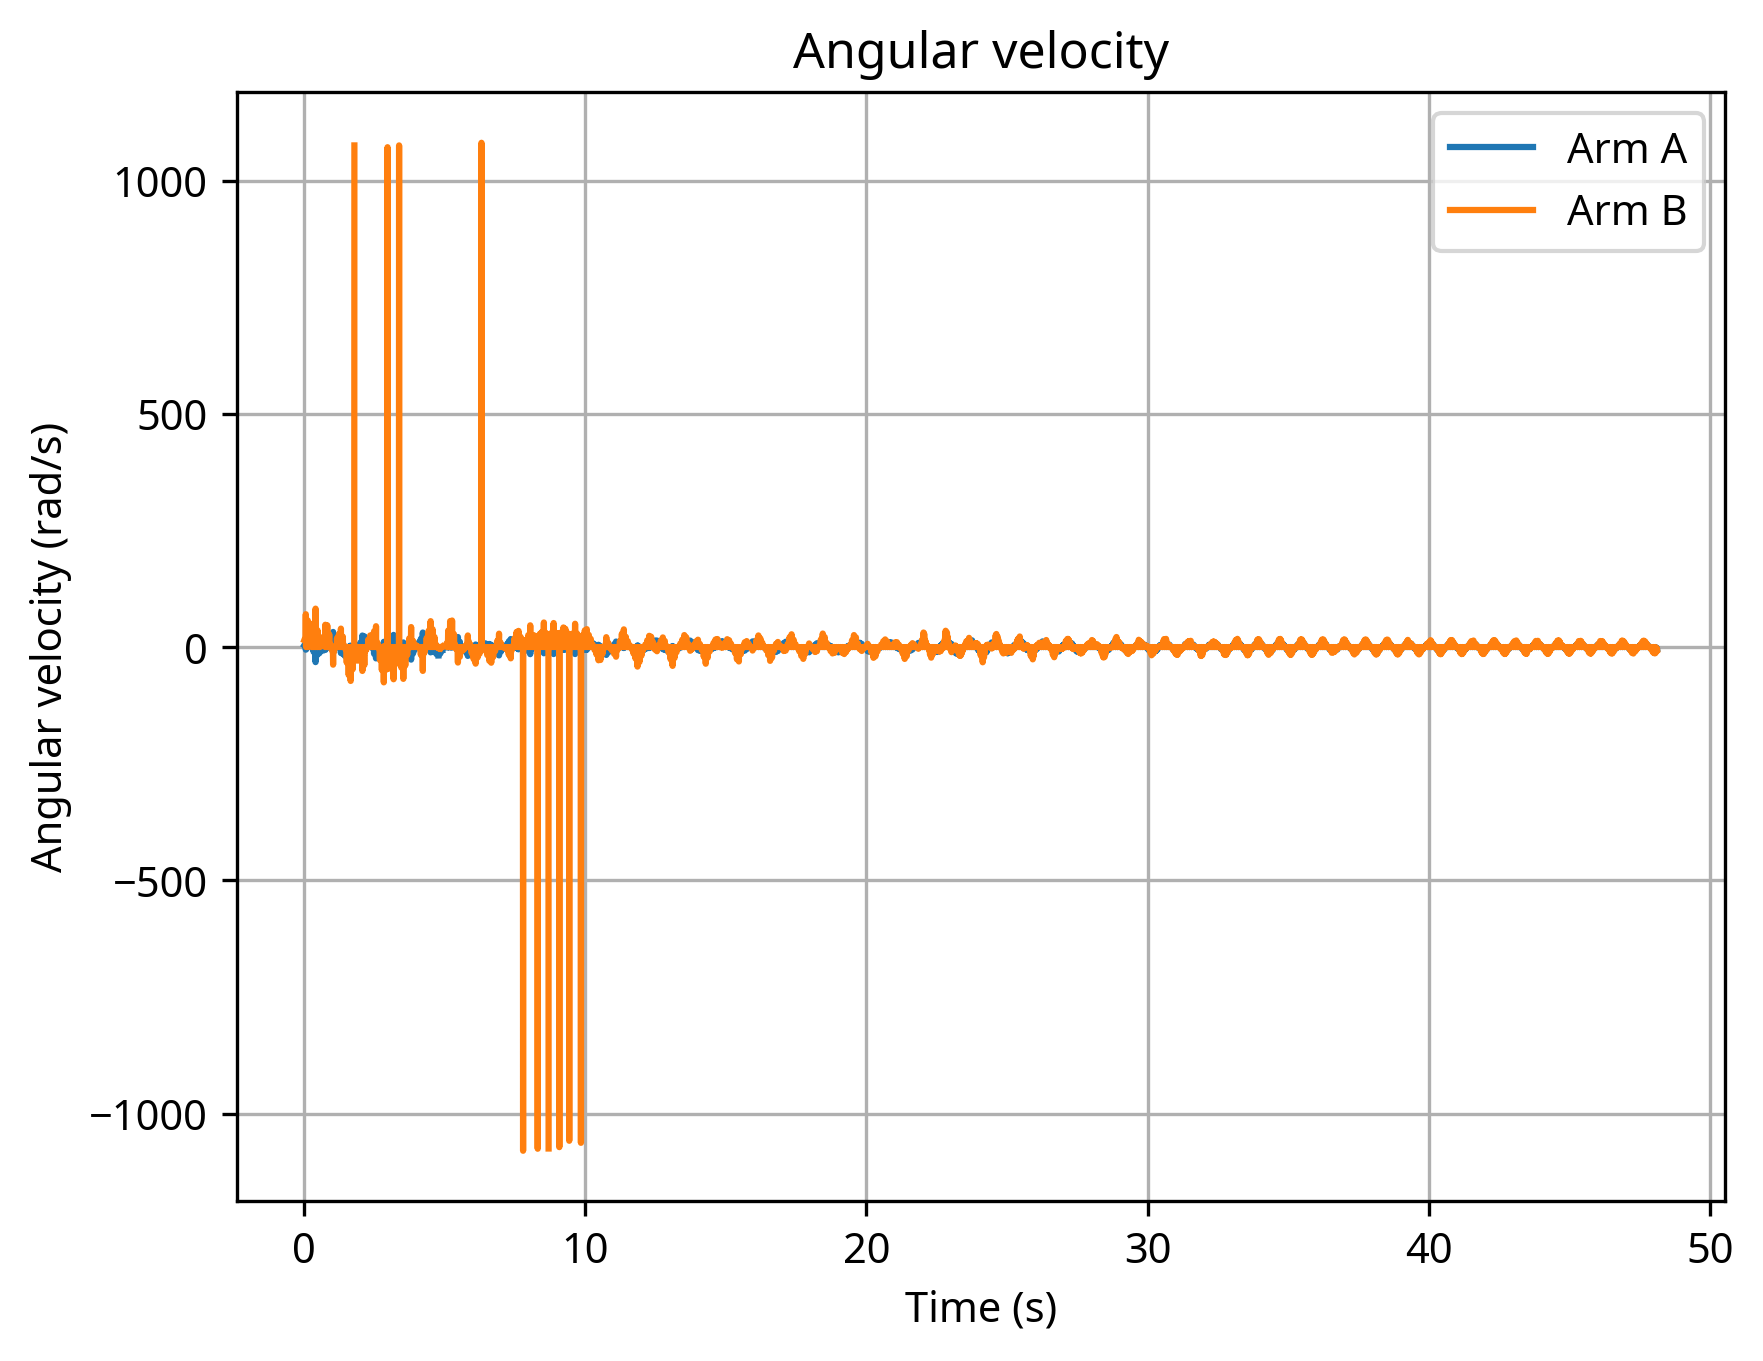 Angular velocity
Arm A
Arm B
1000
500
0
−500
−1000
Angular velocity (rad/s)
0 10 20 30 40 50
Time (s)